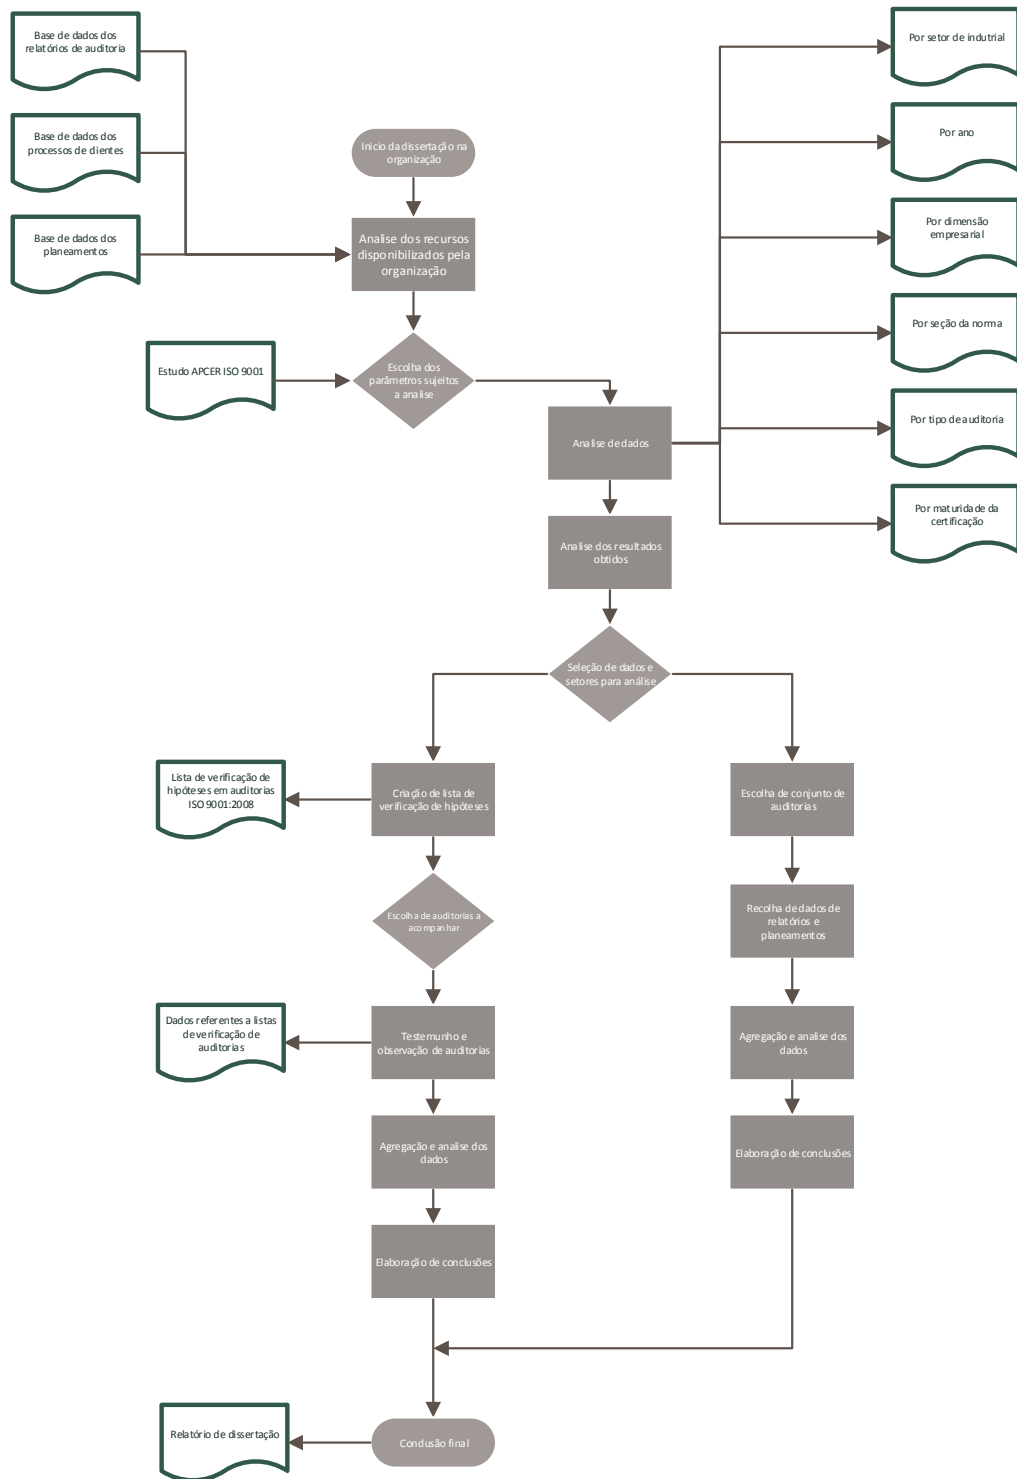 Base de dados dos
relatórios de auditoria
Base de dados dos
processos de clientes
Base de dados dos
planeamentos
Inicio da dissertação na
organização
Analise dos recursos
disponibilizados pela
organização
Estudo APCER ISO 9001
Escolha dos
parâmetros sujeitos
a analise
Analise de dados
Por setor de indutrial
Por ano
Por dimensão
empresarial
Por seção da norma
Por tipo de auditoria
Por maturidade da
certificação
Analise dos resultados
obtidos
Seleção de dados e
setores para análise
Lista de verificação de
hipóteses em auditorias
ISO 9001:2008
Criação de lista de
verificação de hipóteses
Escolha de auditorias a
acompanhar
Dados referentes a listas
de verificação de
auditorias
Testemunho e
observação de auditorias
Agregação e analise dos
dados
Elaboração de conclusões
Escolha de conjunto de
auditorias
Recolha de dados de
relatórios e
planeamentos
Agregação e analise dos
dados
Elaboração de conclusões
Relatório de dissertação
Conclusão final